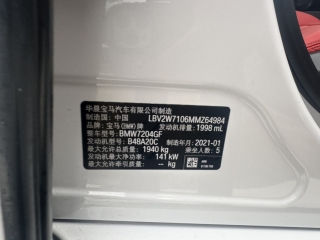 华晨宝马汽车有限公司制造
制造国: 中国 LBV2W7106MMZ64984
品牌: 宝马(BMW)牌 发动机排量: 1998 mL
整车型号: BMW7204GF
发动机型号: B48A20C 制造年月: 2021-01
最大允许总质量: 1940 kg 乘坐人数: 5
发动机最大净功率: 141 kW
最大允许牵引质量: -- kg